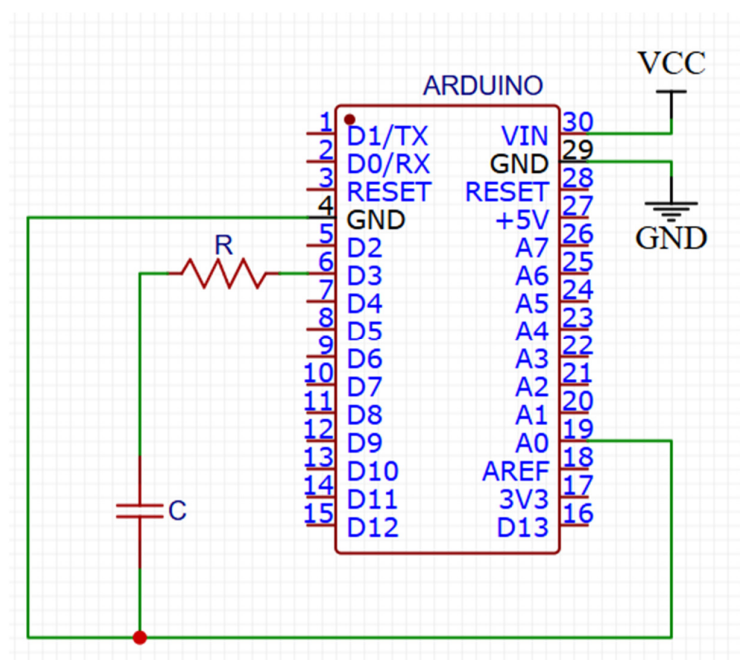 VCC
ARDUINO
1 D1/TX VIN 30
2 D0/RX GND 29
3 RESET RESET 28
4 GND +5V 27
5 D2 A7 26
6 D3 A6 25
7 D4 A5 24
8 D5 A4 23
9 D6 A3 22
10 D7 A2 21
11 D8 A1 20
12 D9 A0 19
13 D10 AREF 18
14 D11 3V3 17
15 D12 D13 16
GND
R
C